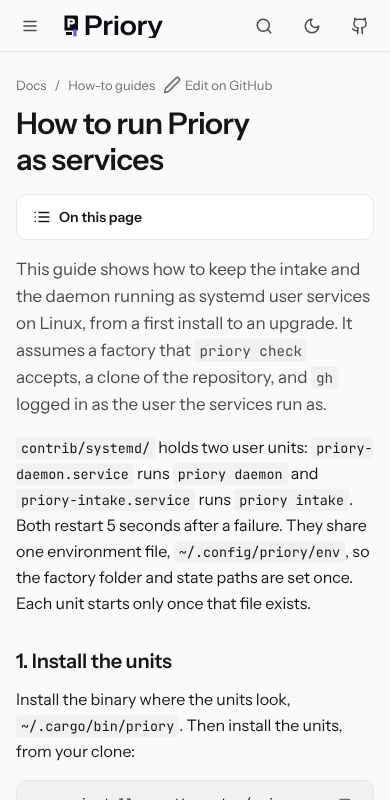 Priory
Docs / How-to guides Edit on GitHub
How to run Priory
as services
On this page
This guide shows how to keep the intake and
the daemon running as systemd user services
on Linux, from a first install to an upgrade. It
assumes a factory that priory check
accepts, a clone of the repository, and gh
logged in as the user the services run as.
contrib/systemd/ holds two user units: priory-
daemon.service runs priory daemon and
priory-intake.service runs priory intake.
Both restart 5 seconds after a failure. They share
one environment file, ~/.config/priory/env, so
the factory folder and state paths are set once.
Each unit starts only once that file exists.
1. Install the units
Install the binary where the units look,
~/.cargo/bin/priory. Then install the units,
from your clone: